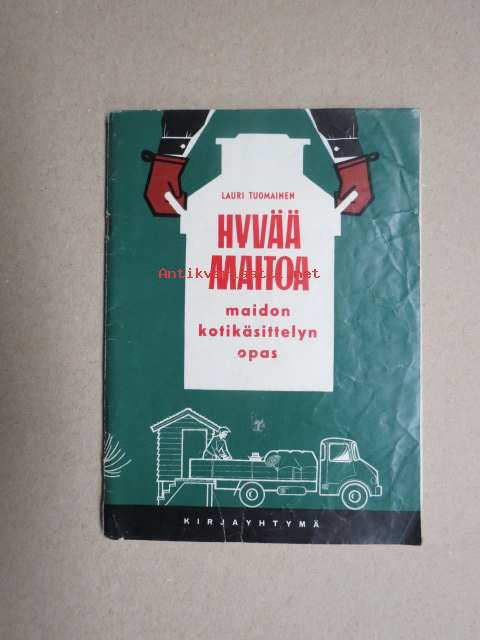 LAURI TUOMAINEN
HYVÄÄ
MAITOA
Antikvariaatti.net
maidon
kotikäsittelyn
opas
KIRJAYHTYMÄ